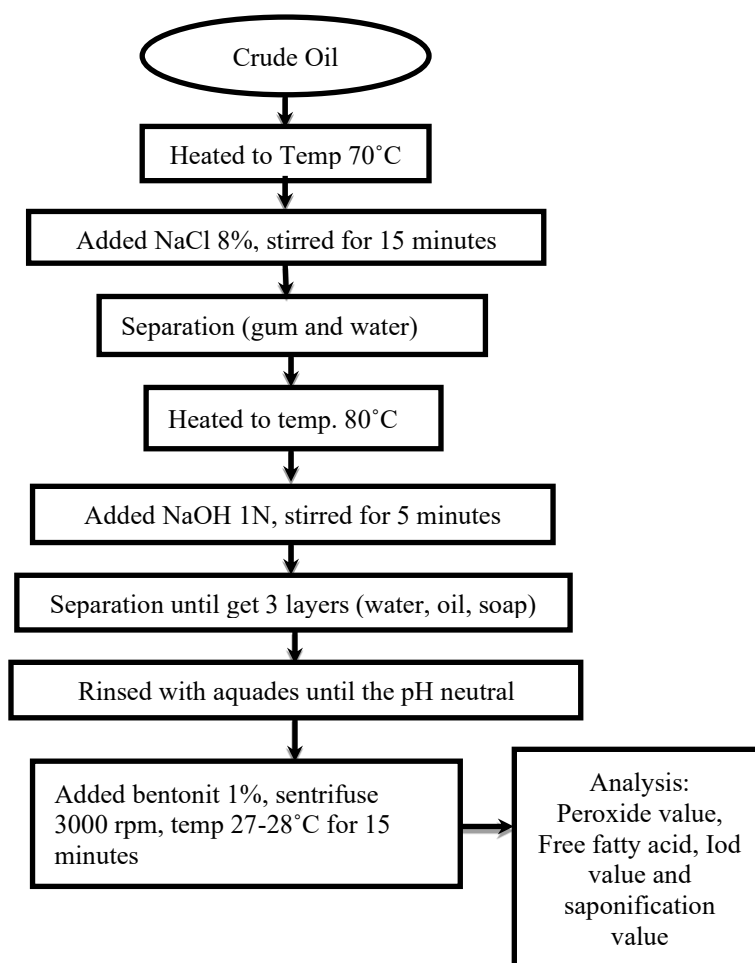 Crude Oil
Heated to Temp 70˚C
Added NaCl 8%, stirred for 15 minutes
Separation (gum and water)
Heated to temp. 80˚C
Added NaOH 1N, stirred for 5 minutes
Separation until get 3 layers (water, oil, soap)
Rinsed with aquades until the pH neutral
Added bentonit 1%, sentrifuse
3000 rpm, temp 27-28˚C for 15
minutes
Analysis:
Peroxide value,
Free fatty acid, Iod
value and
saponification
value